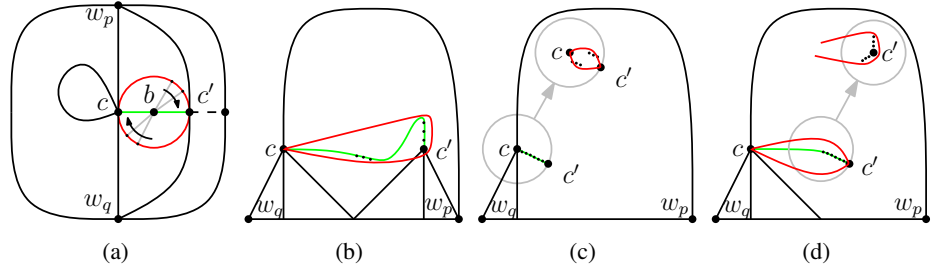 w_p
c b c′
w_q
(a)
c c′
w_q w_p
(b)
c c′
c c′
w_q w_p
(c)
c′
c c′
w_q w_p
(d)